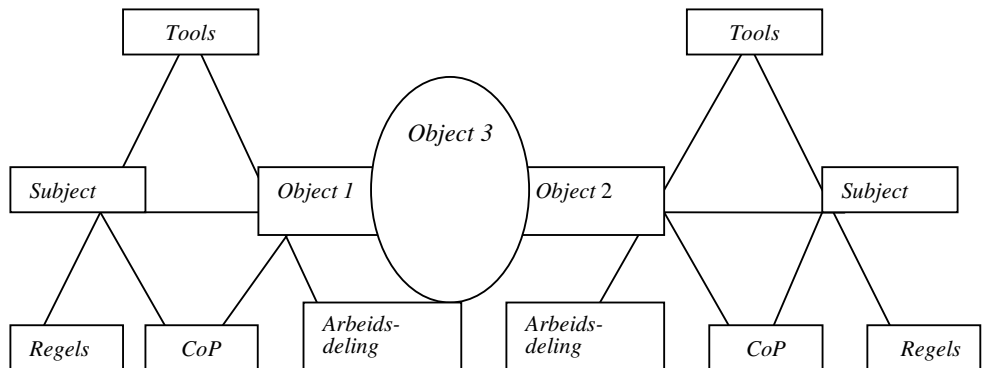 Tools
Tools
Object 3
Subject
Object 1
Object 2
Subject
Arbeids-
deling
Arbeids-
deling
Regels
CoP
CoP
Regels